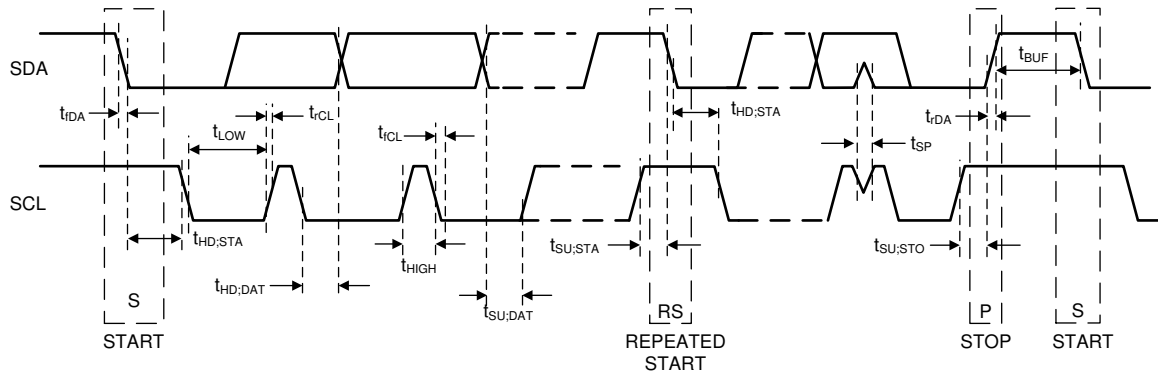 SDA
t_fDA
t_LOW
t_rCL
t_fCL
t_HD;STA
t_SP
t_rDA
t_BUF
SCL
t_HD;STA
t_HD;DAT
t_HIGH
t_SU;DAT
t_SU;STA
t_SU;STO
S
RS
P
S
START
REPEATED
START
STOP
START